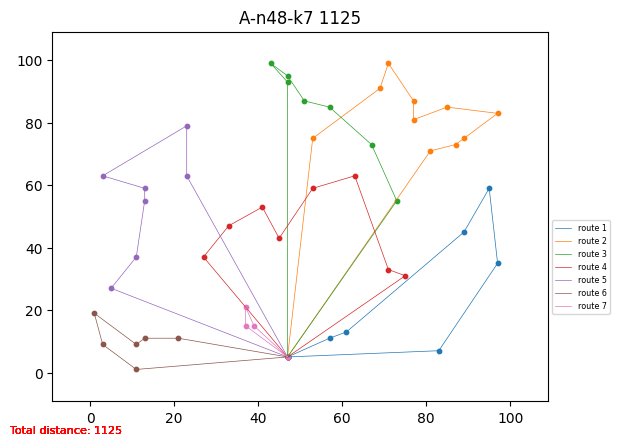 A-n48-k7 1125
100
80
60
40
20
0
0 20 40 60 80 100
route 1
route 2
route 3
route 4
route 5
route 6
route 7
Total distance: 1125